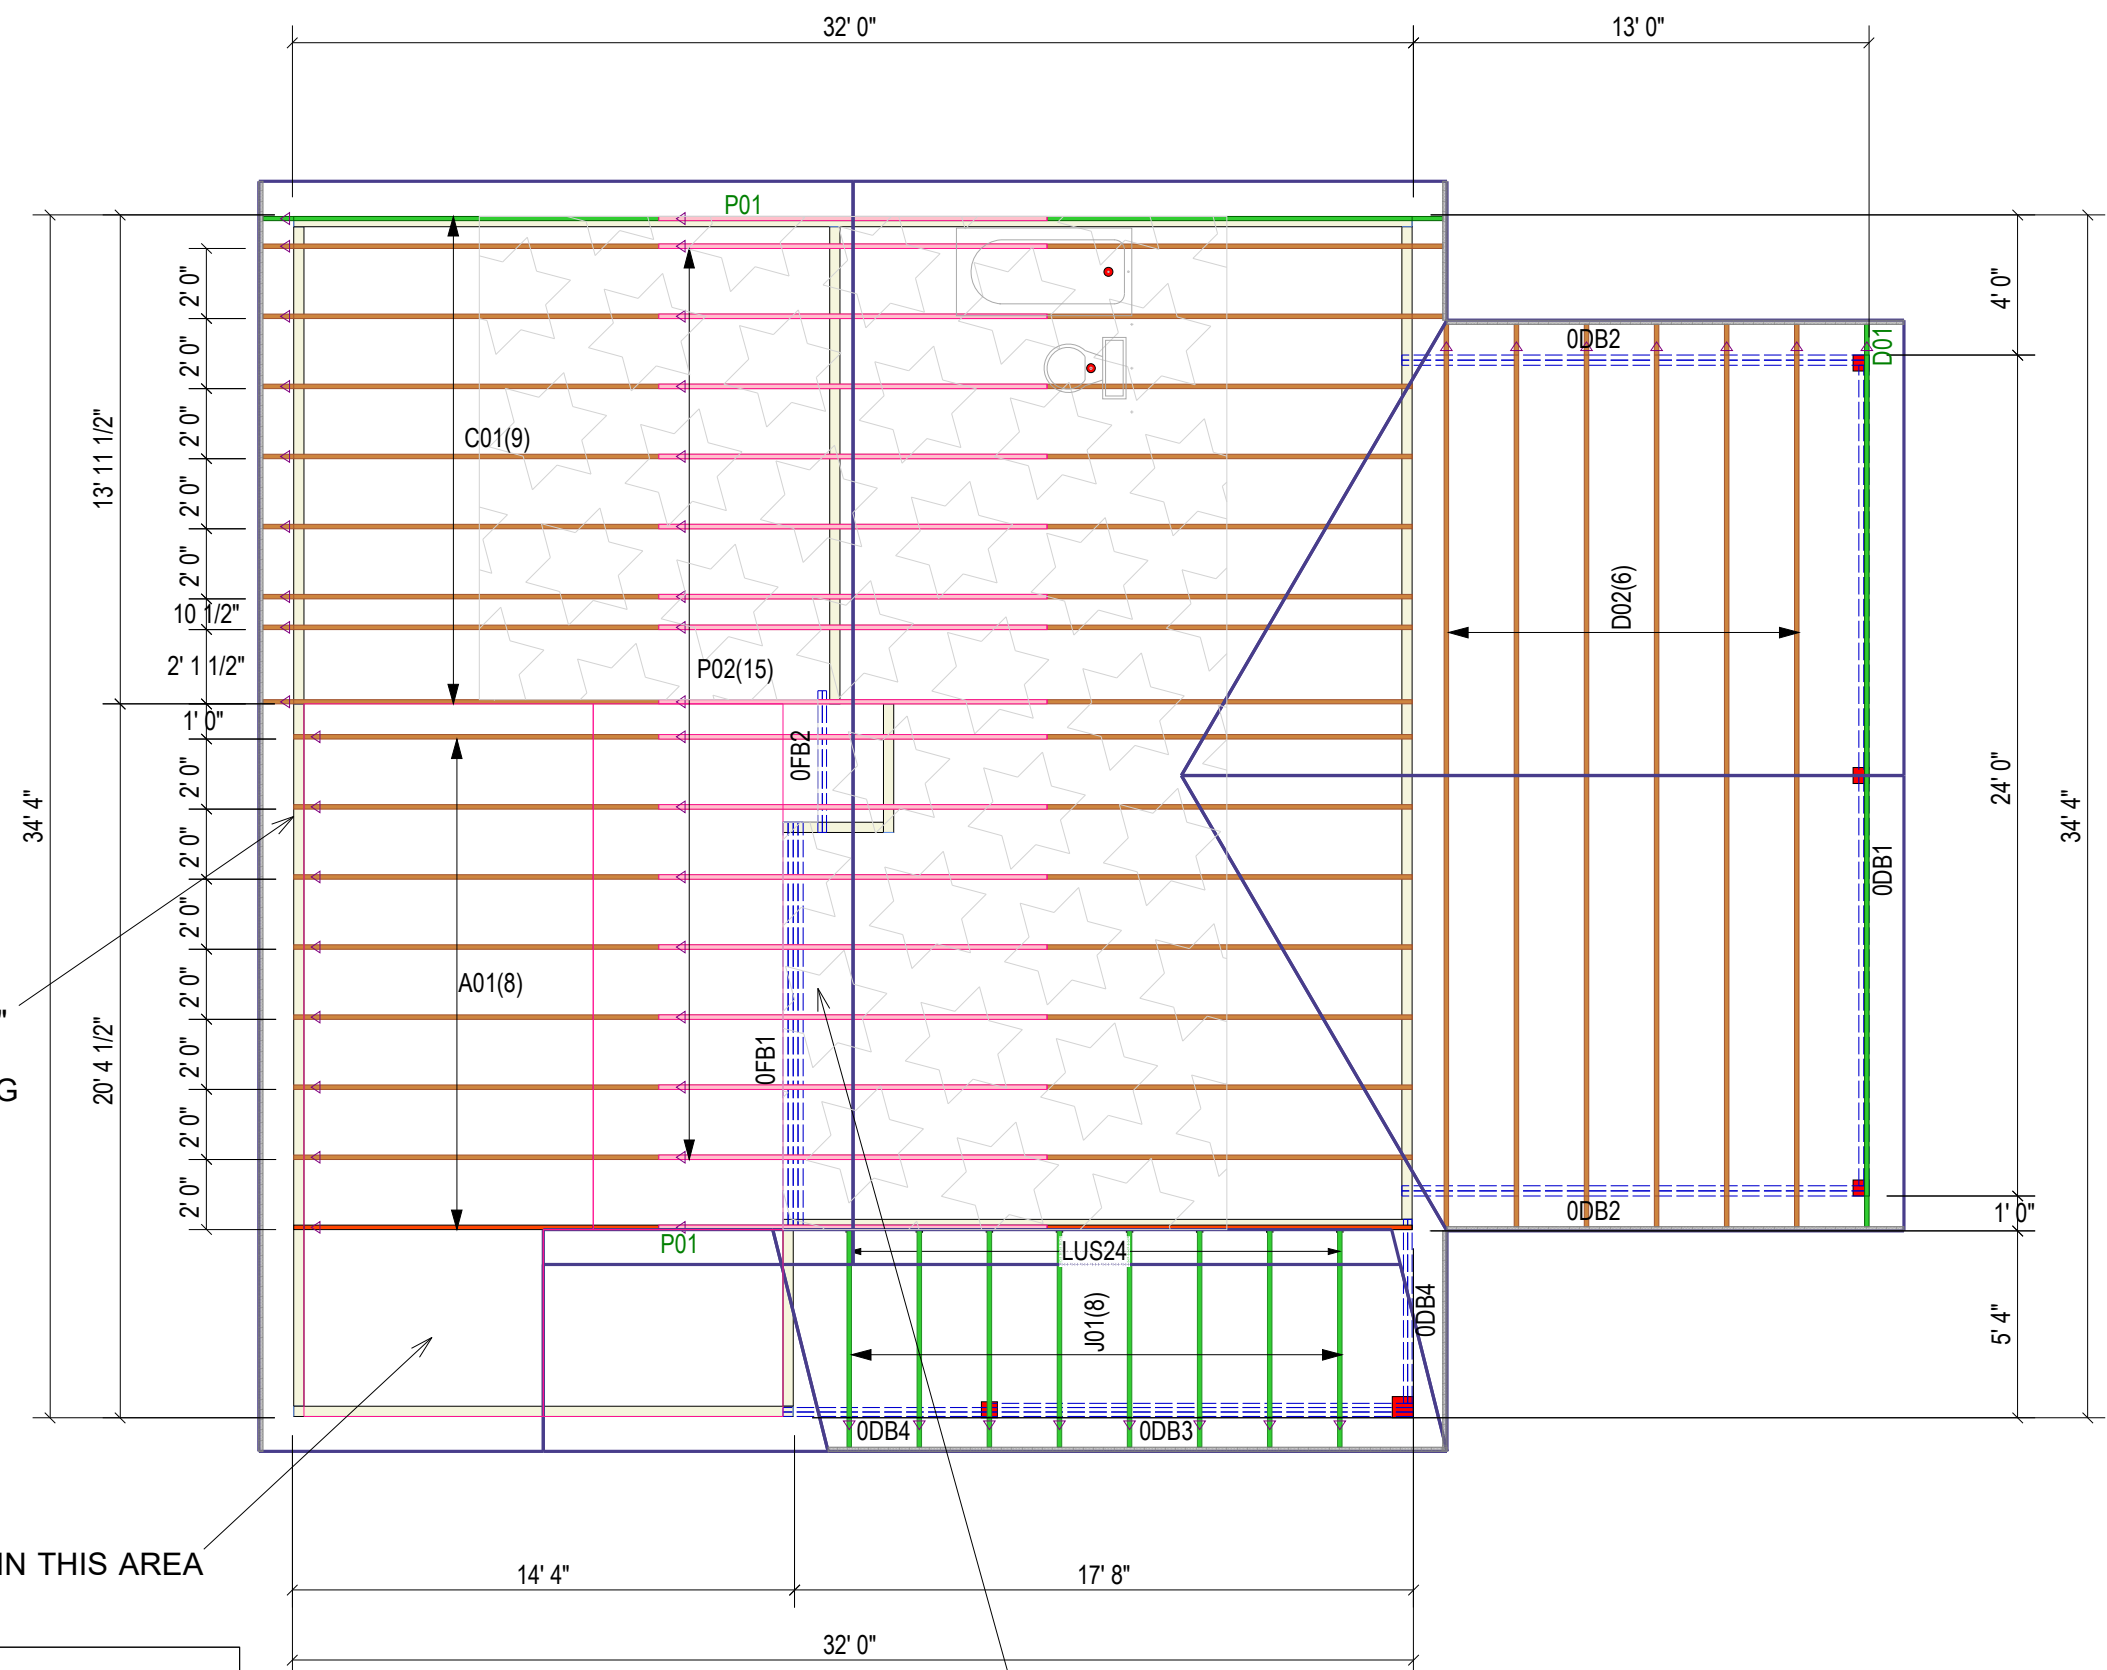 32' 0"
13' 0"
P01
2' 0"
2' 0"
2' 0"
2' 0"
2' 0"
10 1/2"
2' 1 1/2"
1' 0"
2' 0"
2' 0"
2' 0"
2' 0"
2' 0"
2' 0"
2' 0"
13' 11 1/2"
20' 4 1/2"
34' 4"
C01(9)
P02(15)
A01(8)
0FB2
0FB1
0DB2
D01
D02(6)
0DB1
0DB2
4' 0"
24' 0"
1' 0"
5' 4"
34' 4"
"
G
P01
LUS24
J01(8)
0DB4
0DB4
0DB3
IN THIS AREA
14' 4"
17' 8"
32' 0"